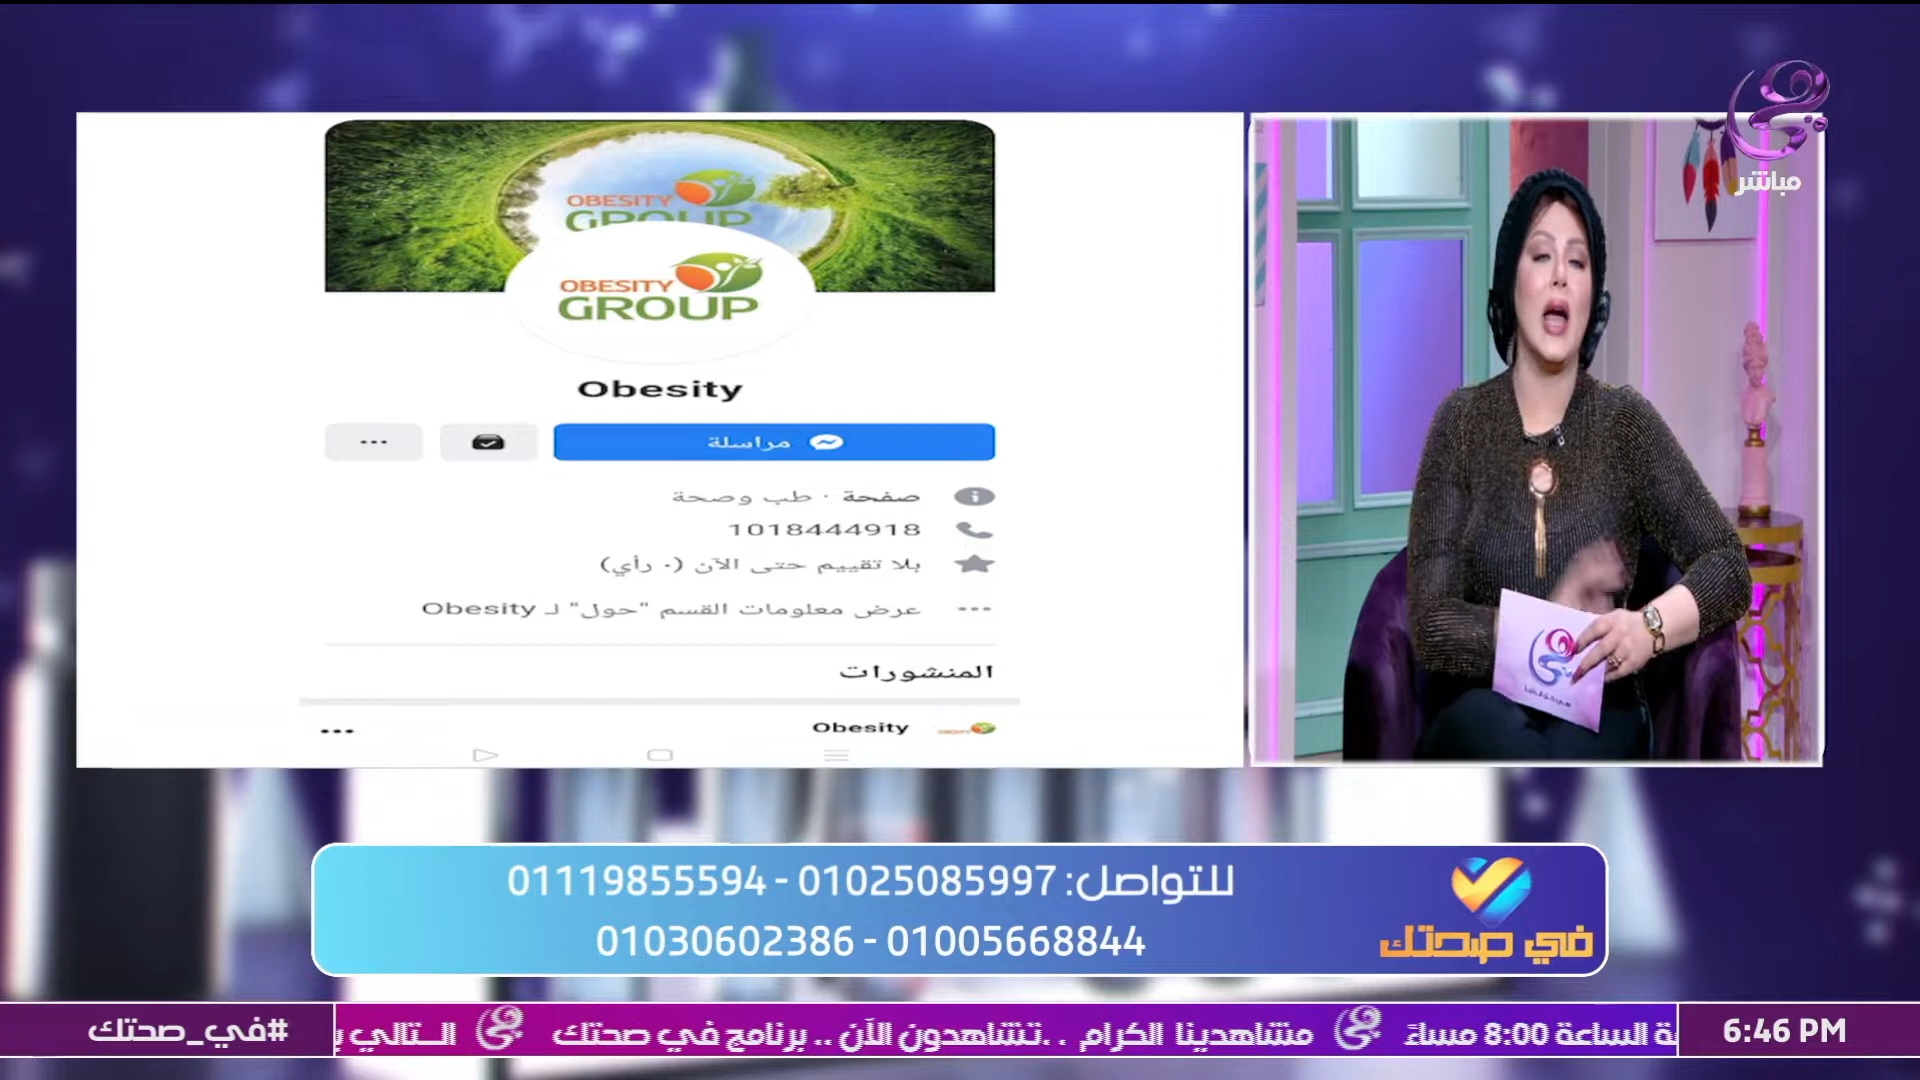 مباشر
OBESITY
GROUP
OBESITY
GROUP
Obesity
مراسلة
صفحة · طب وصحة
1018444918
بلا تقييم حتى الآن (٠ رأي)
عرض معلومات القسم "حول" لـ Obesity
المنشورات
Obesity
للتواصل: 01025085997 - 01119855594
01005668844 - 01030602386
في صحتك
#في_صحتك
ة الساعة 8:00 مساءً
مشاهدينا الكرام . .تشاهدون الآن .. برنامج في صحتك
الــتالي
6:46 PM